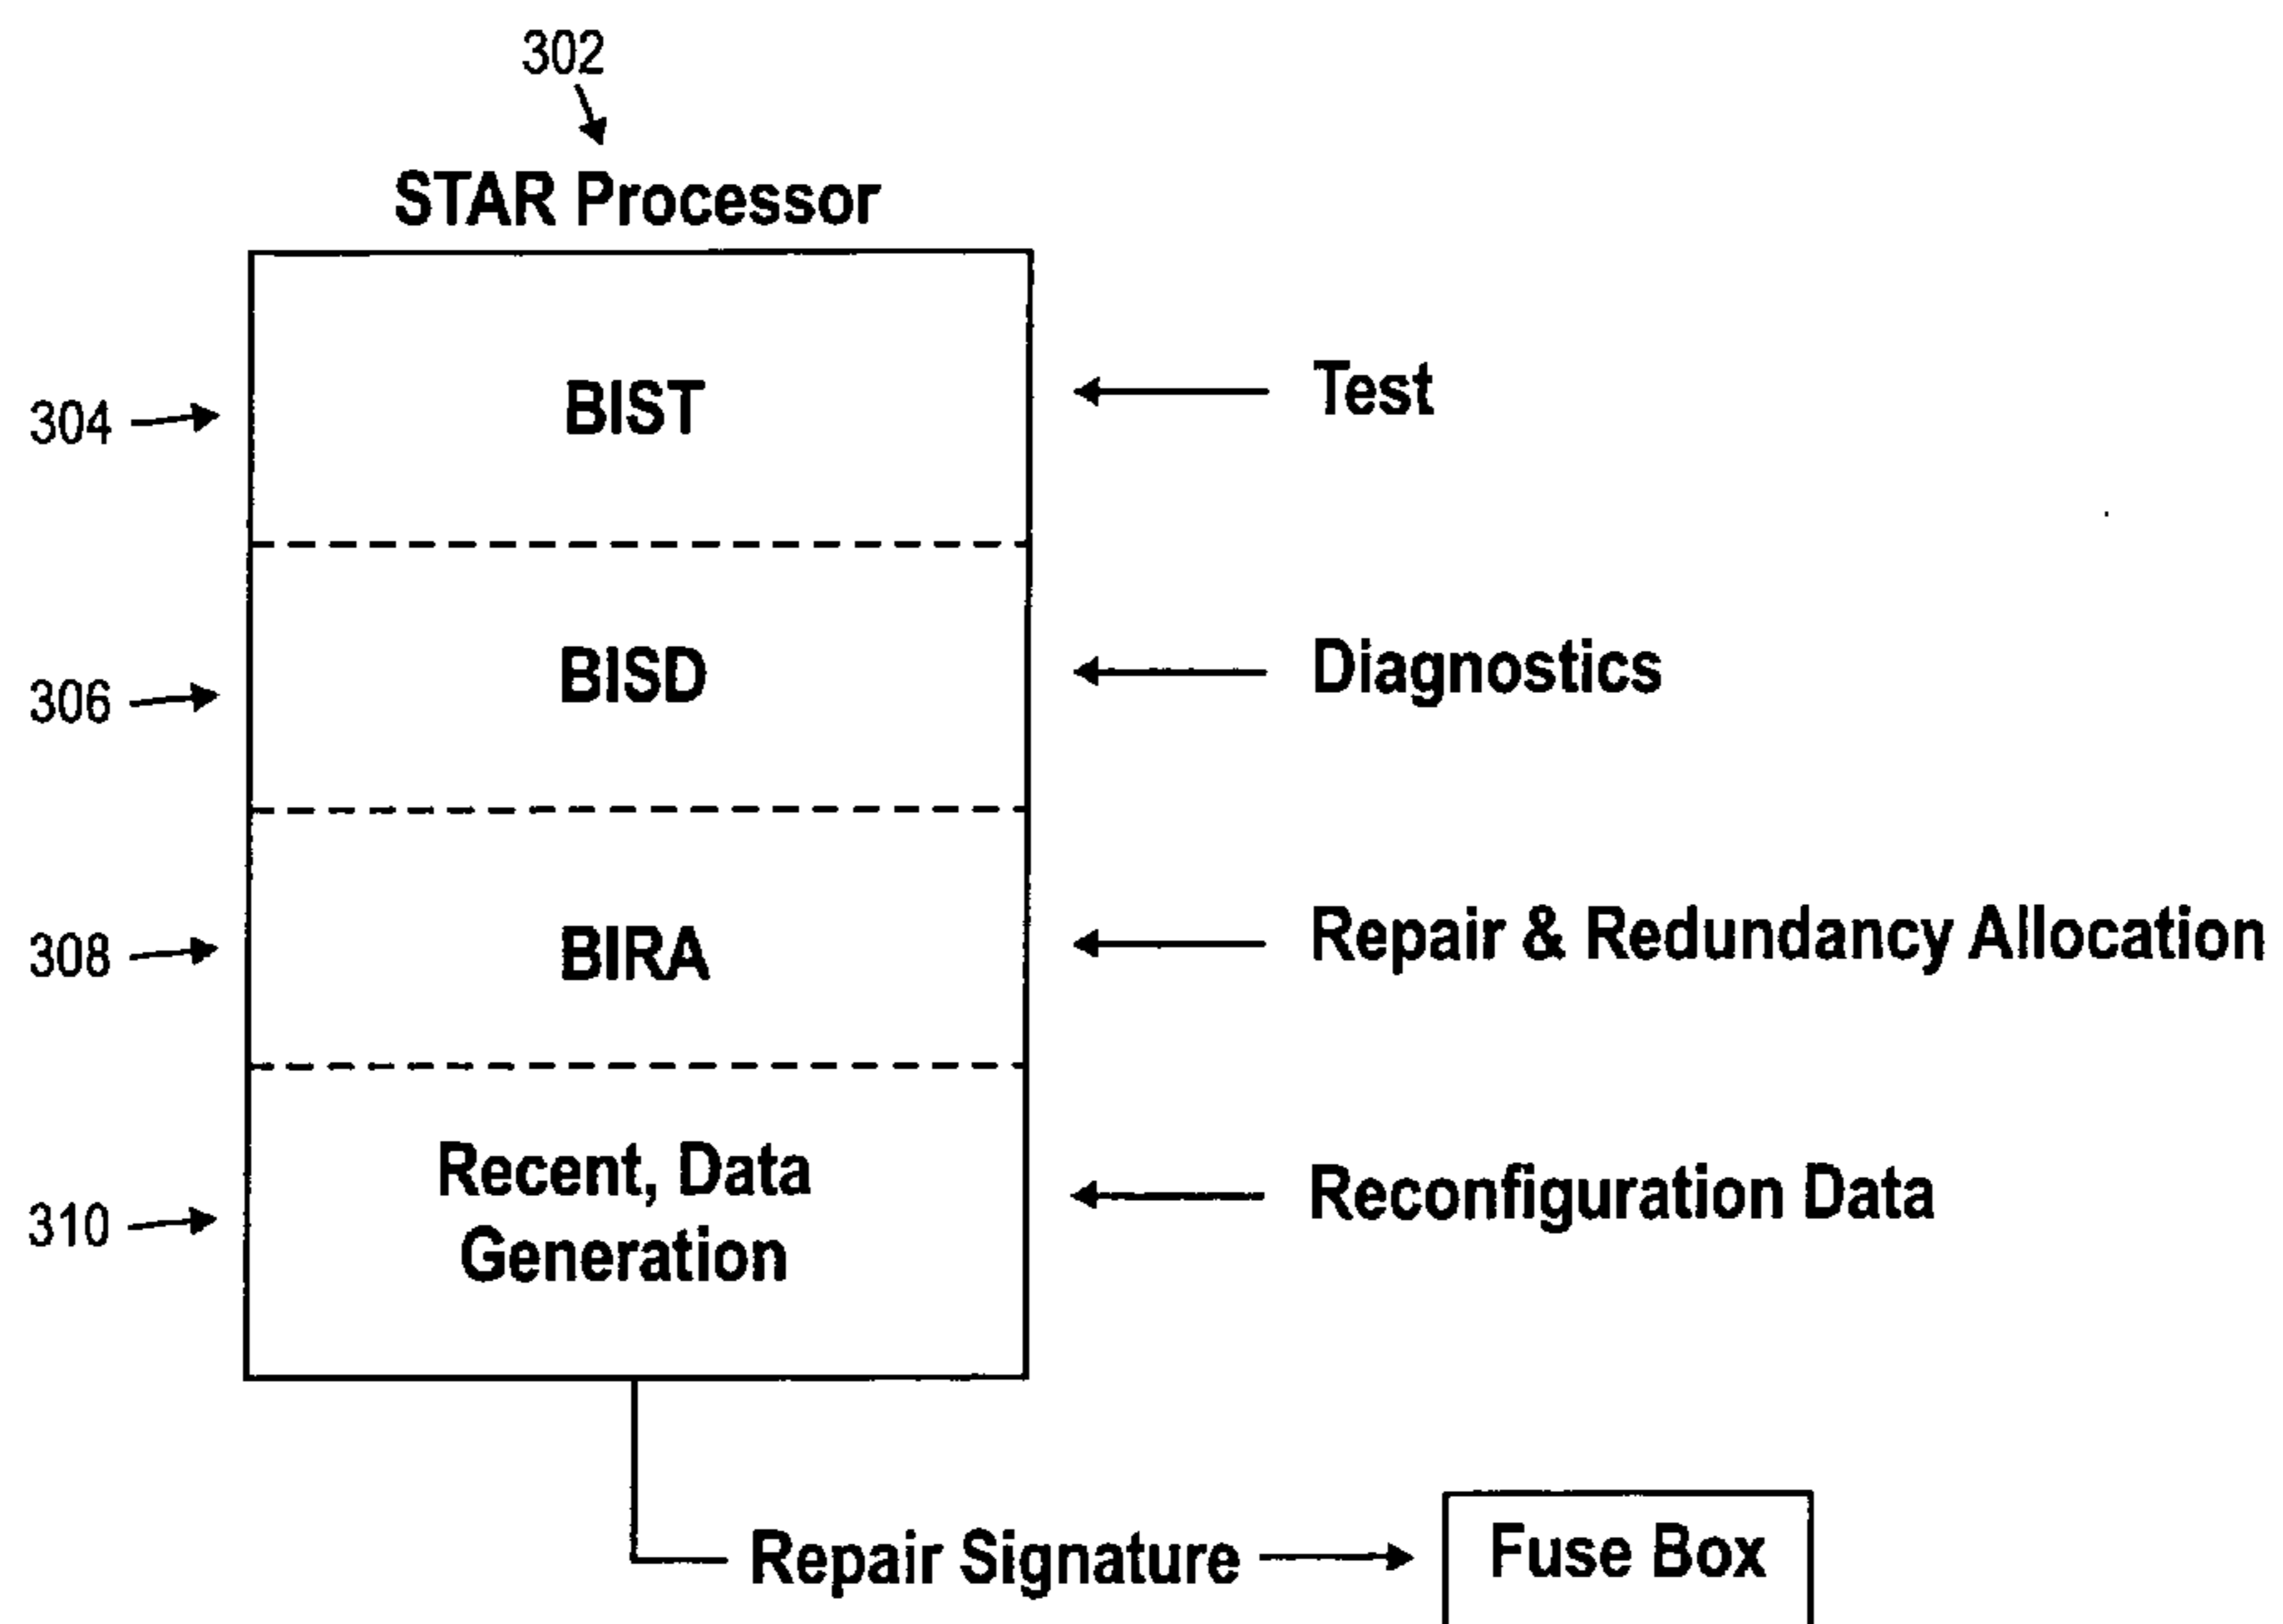 302
STAR Processor
304
BIST
Test
306
BISD
Diagnostics
308
BIRA
Repair & Redundancy Allocation
310
Recent, Data
Generation
Reconfiguration Data
Repair Signature
Fuse Box